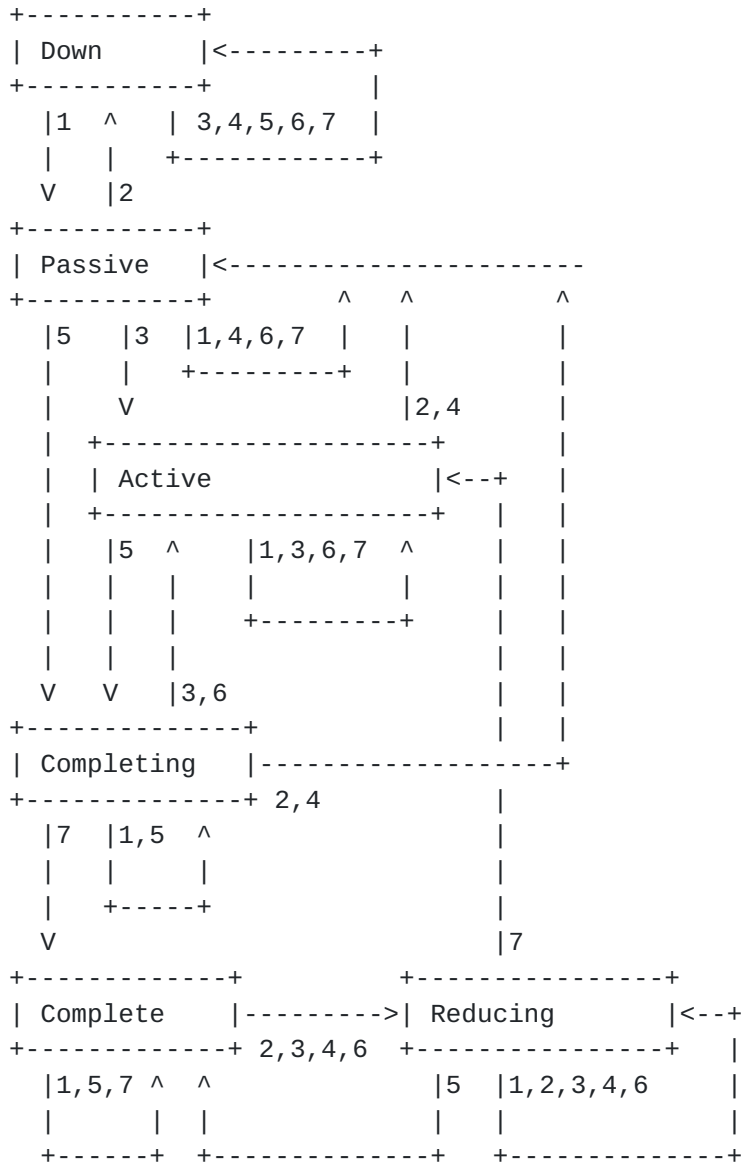 +-----------+
| Down      |<---------+
+-----------+          |
  |1  ^   | 3,4,5,6,7  |
  |   |   +------------+
  V   |2
+-----------+
| Passive   |<-----------------------
+-----------+        ^   ^         ^
  |5   |3  |1,4,6,7  |   |         |
  |    |   +---------+   |         |
  |    V                 |2,4      |
  |  +---------------------+       |
  |  | Active              |<--+   |
  |  +---------------------+   |   |
  |   |5  ^    |1,3,6,7  ^     |   |
  |   |   |    |         |     |   |
  |   |   |    +---------+     |   |
  |   |   |                    |   |
  V   V   |3,6                 |   |
+--------------+               |   |
| Completing   |-------------------+
+--------------+ 2,4           |
  |7  |1,5  ^                  |
  |   |     |                  |
  |   +-----+                  |
  V                            |7
+-------------+          +----------------+
| Complete    |--------->| Reducing       |<--+
+-------------+ 2,3,4,6  +----------------+   |
  |1,5,7 ^  ^              |5  |1,2,3,4,6     |
  |      |  |              |   |              |
  +------+  +--------------+   +--------------+